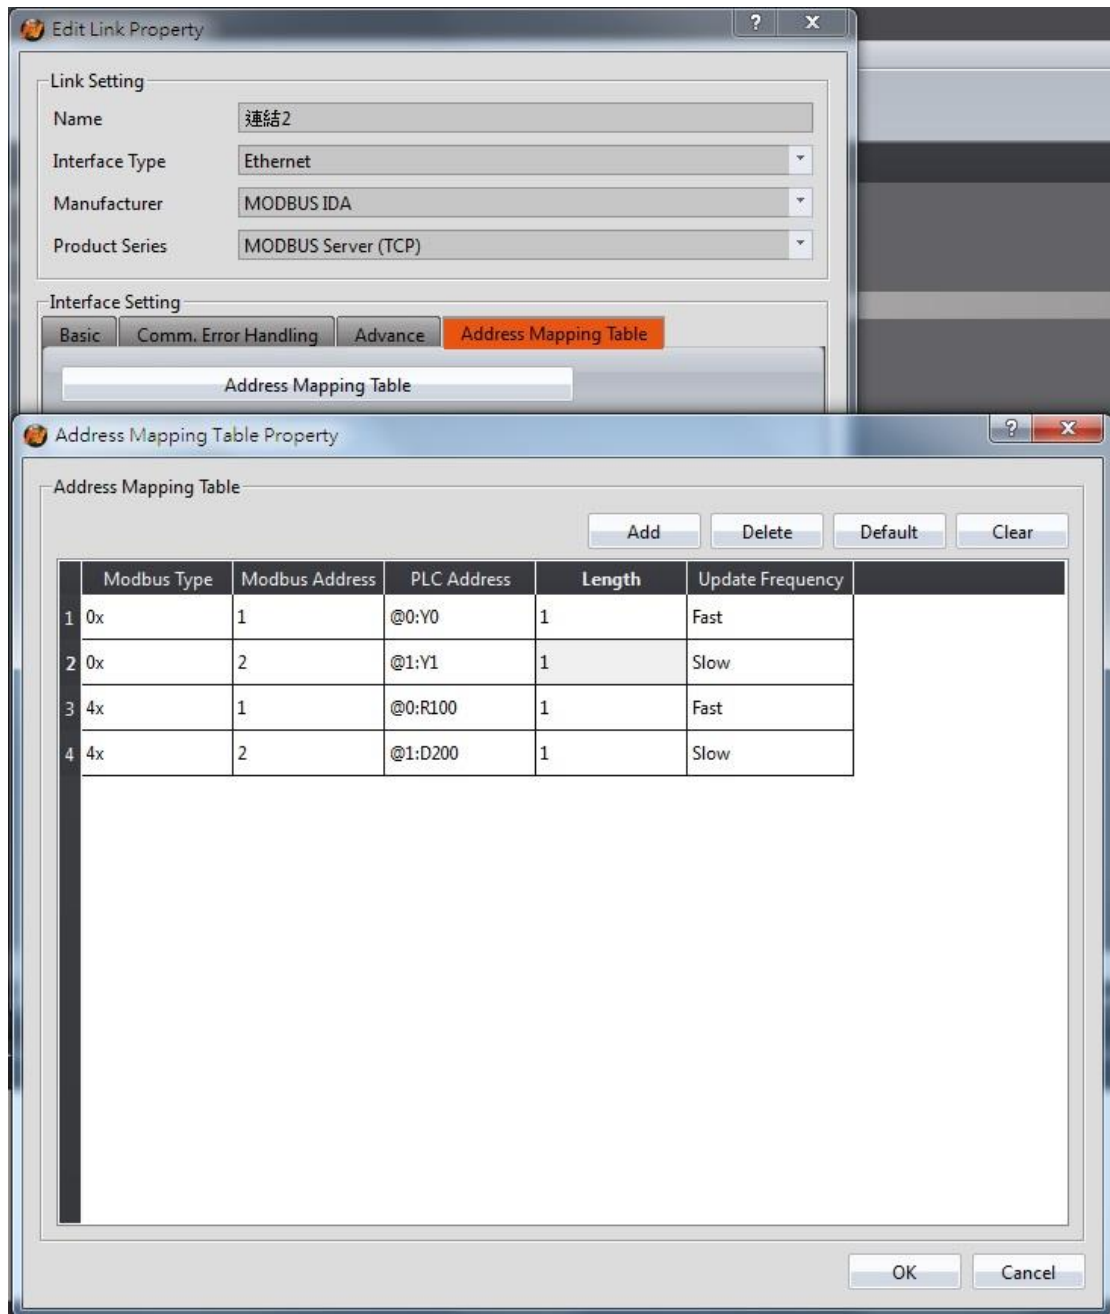 Edit Link Property
? X
Link Setting
Name 連結2
Interface Type Ethernet
Manufacturer MODBUS IDA
Product Series MODBUS Server (TCP)
Interface Setting
Basic Comm. Error Handling Advance Address Mapping Table
Address Mapping Table
Address Mapping Table Property
? X
Address Mapping Table
Add Delete Default Clear
Modbus Type Modbus Address PLC Address Length Update Frequency
1 0x 1 @0:Y0 1 Fast
2 0x 2 @1:Y1 1 Slow
3 4x 1 @0:R100 1 Fast
4 4x 2 @1:D200 1 Slow
OK Cancel